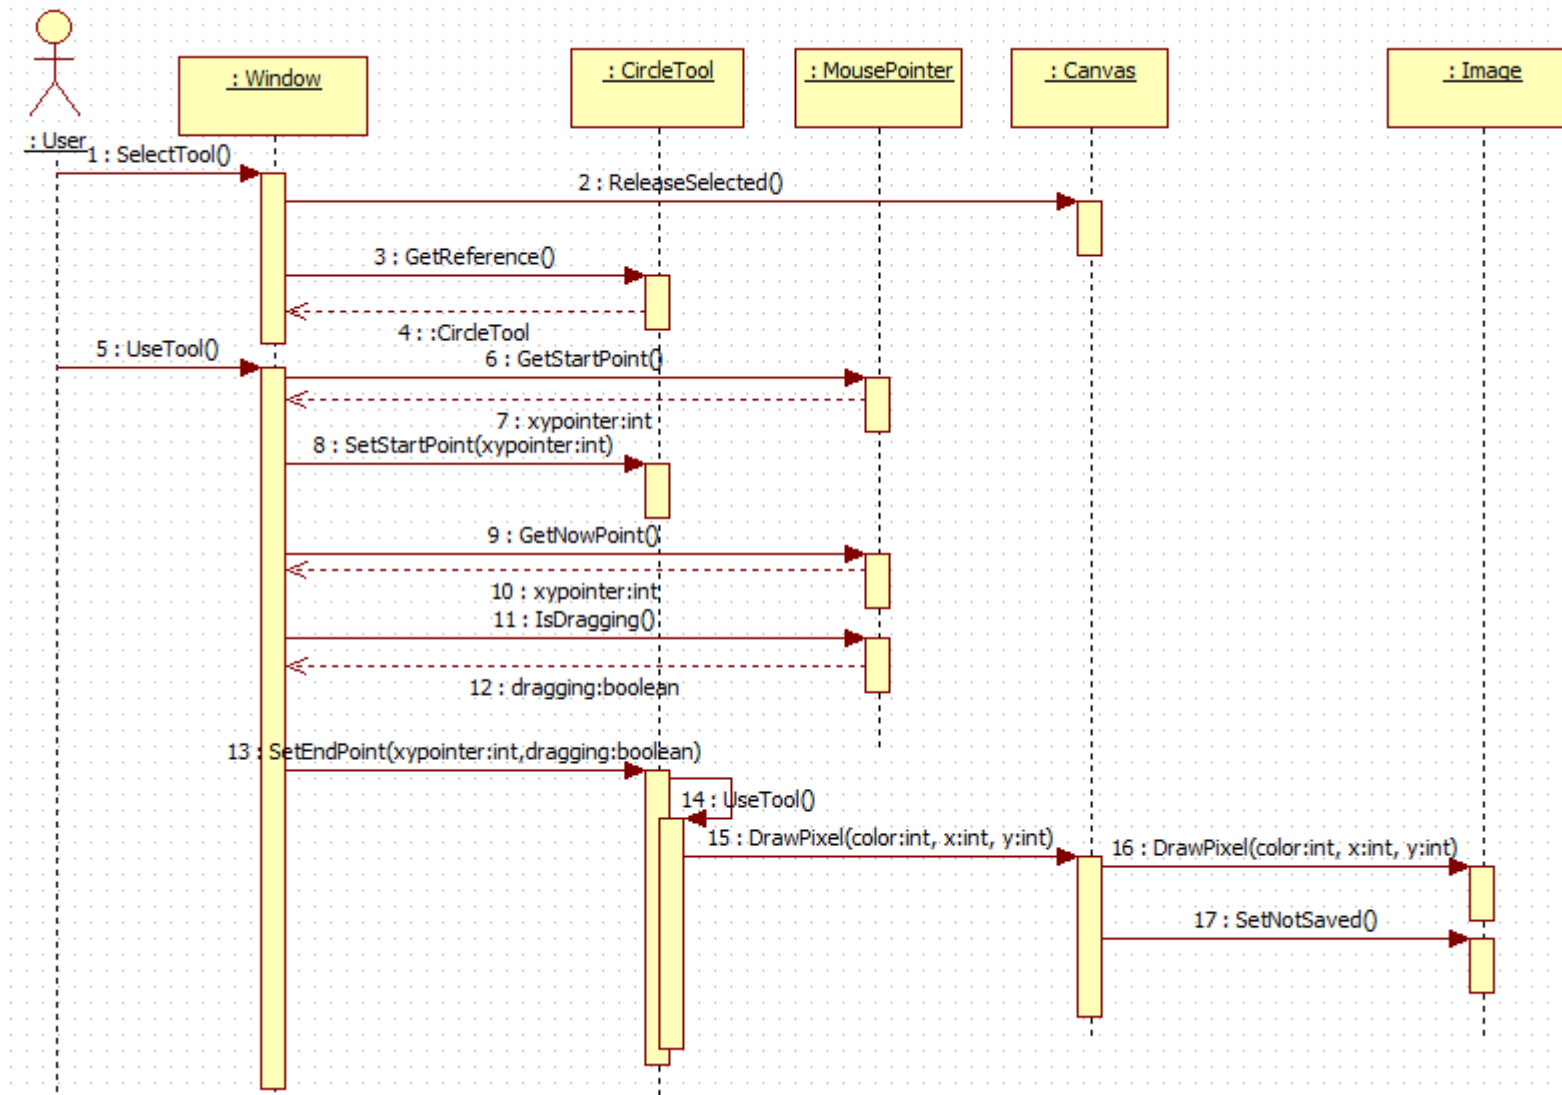 : Window
: CircleTool
: MousePointer
: Canvas
: Image
: User
1 : SelectTool()
2 : ReleaseSelected()
3 : GetReference()
4 : :CircleTool
5 : UseTool()
6 : GetStartPoint()
7 : xypointer:int
8 : SetStartPoint(xypointer:int)
9 : GetNowPoint()
10 : xypointer:int
11 : IsDragging()
12 : dragging:boolean
13 : SetEndPoint(xypointer:int,dragging:boolean)
14 : UseTool()
15 : DrawPixel(color:int, x:int, y:int)
16 : DrawPixel(color:int, x:int, y:int)
17 : SetNotSaved()